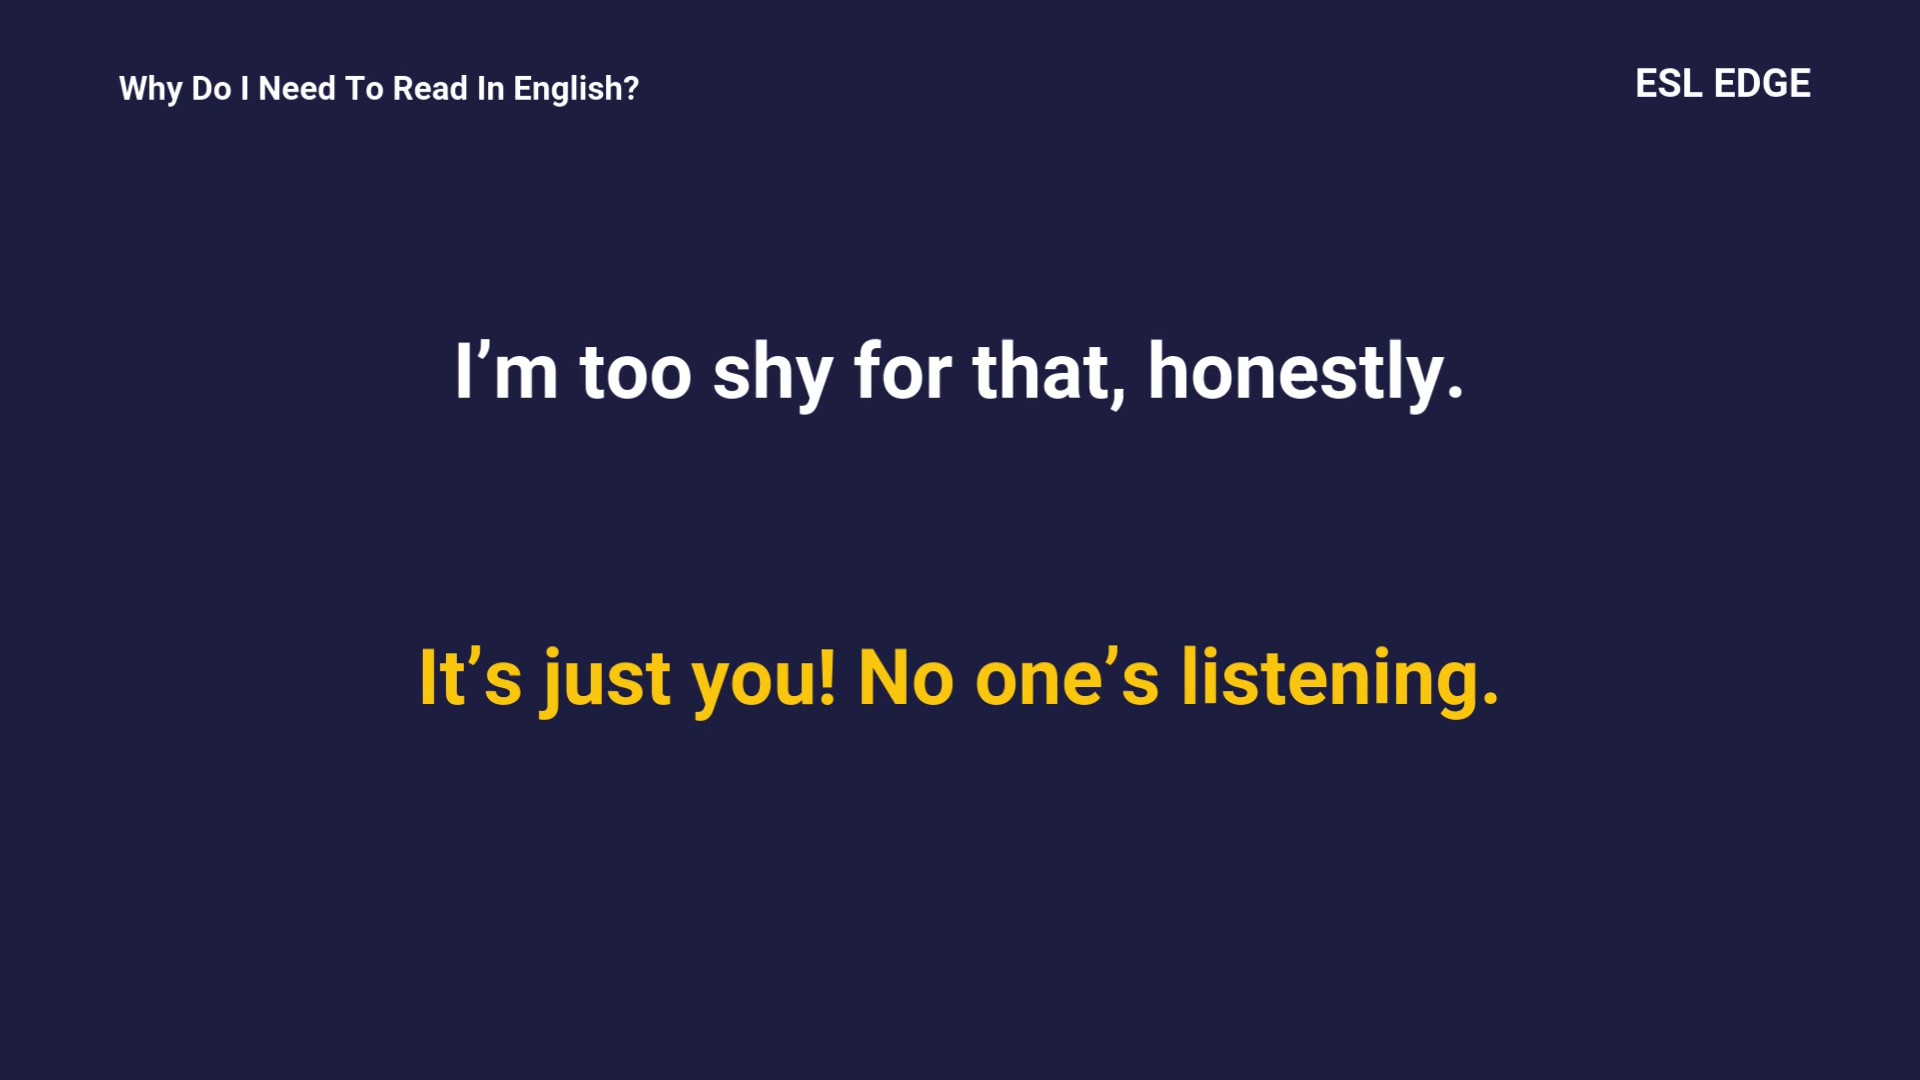 Why Do I Need To Read In English?
ESL EDGE
I’m too shy for that, honestly.
It’s just you! No one’s listening.